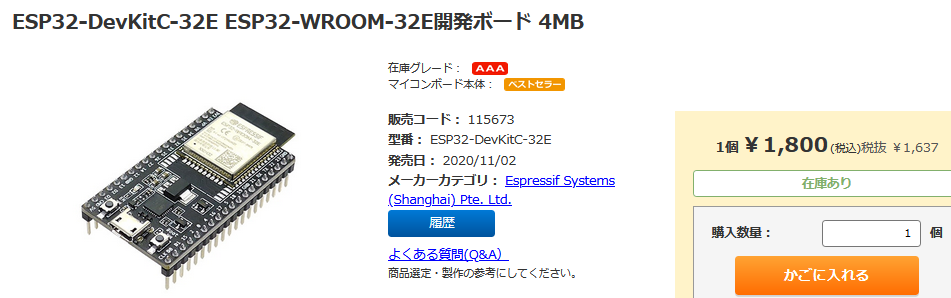 ESP32-DevKitC-32E ESP32-WROOM-32E開発ボード 4MB
在庫グレード： AAA
マイコンボード本体： ベストセラー
販売コード： 115673
型番： ESP32-DevKitC-32E
発売日： 2020/11/02
メーカーカテゴリ： Espressif Systems
(Shanghai) Pte. Ltd.
履歴
よくある質問(Q&A）
商品選定・製作の参考にしてください。
1個 ￥1,800(税込)税抜 ￥1,637
在庫あり
購入数量： 1 個
かごに入れる